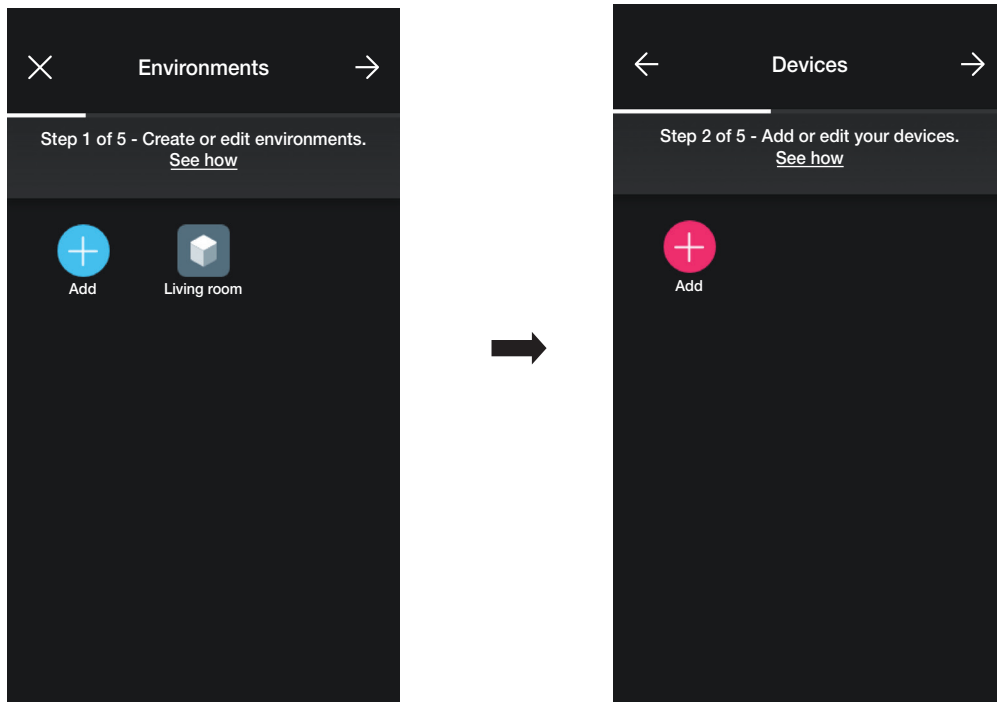 Environments
Step 1 of 5 - Create or edit environments.
See how
Add
Living room
Devices
Step 2 of 5 - Add or edit your devices.
See how
Add